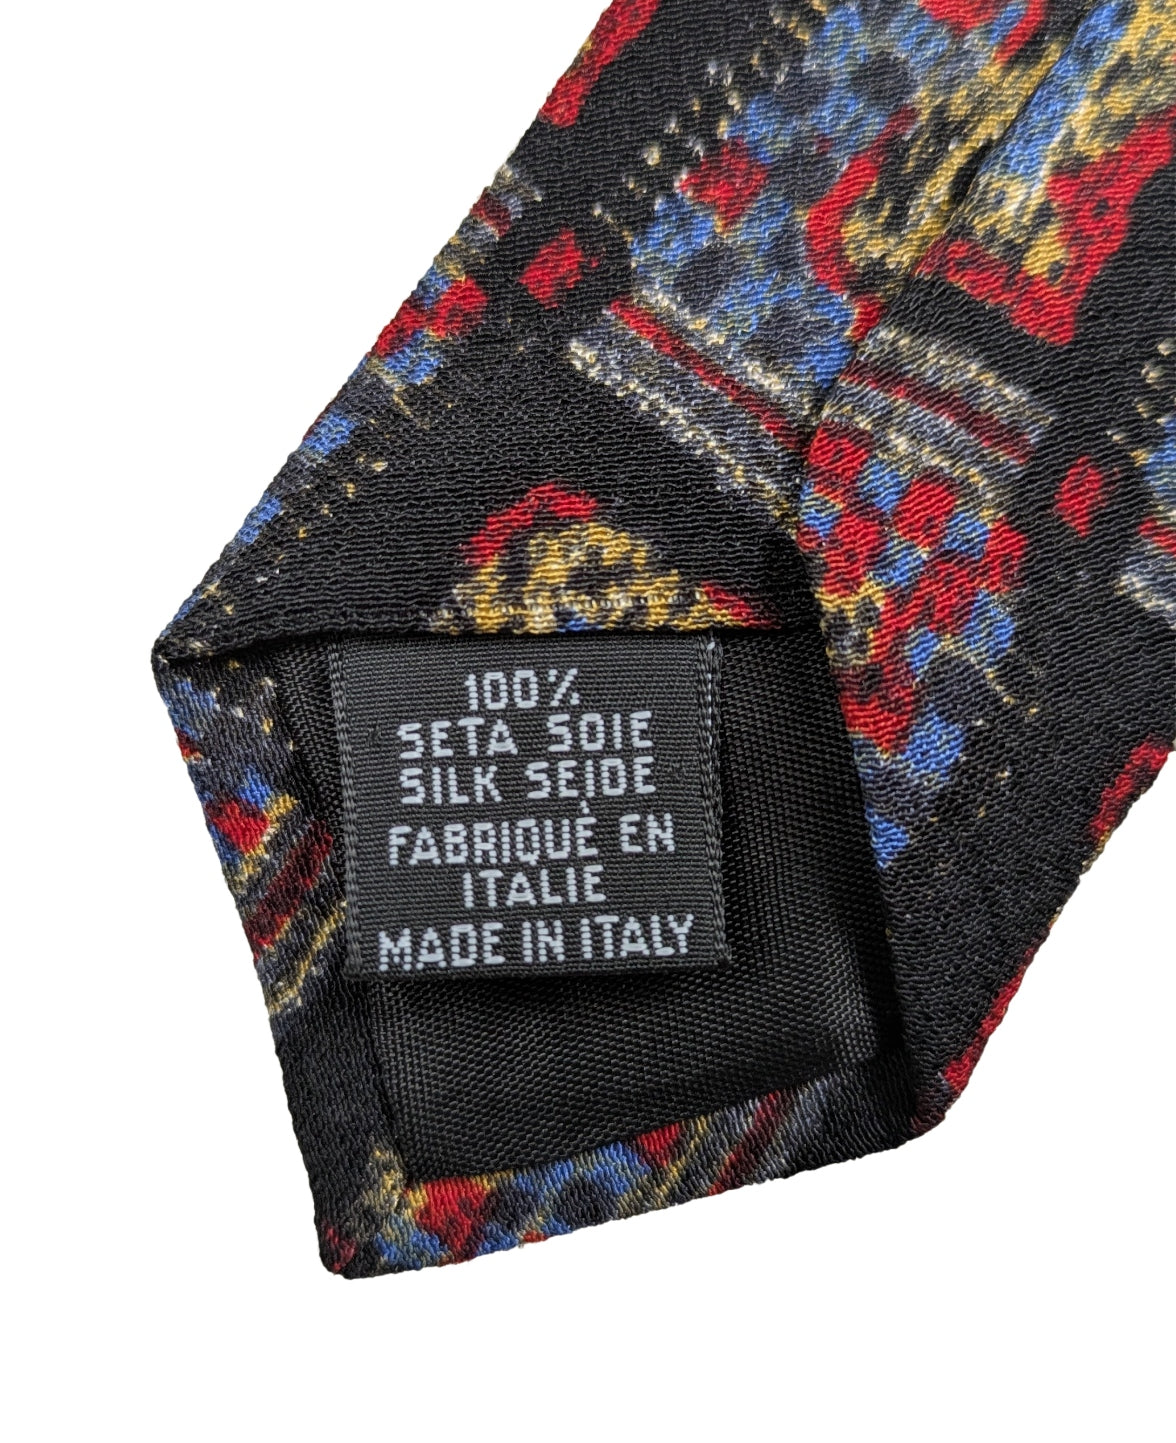 100%
SETA SOIE
SILK SEIDE
FABRIQUÉ EN
ITALIE
MADE IN ITALY